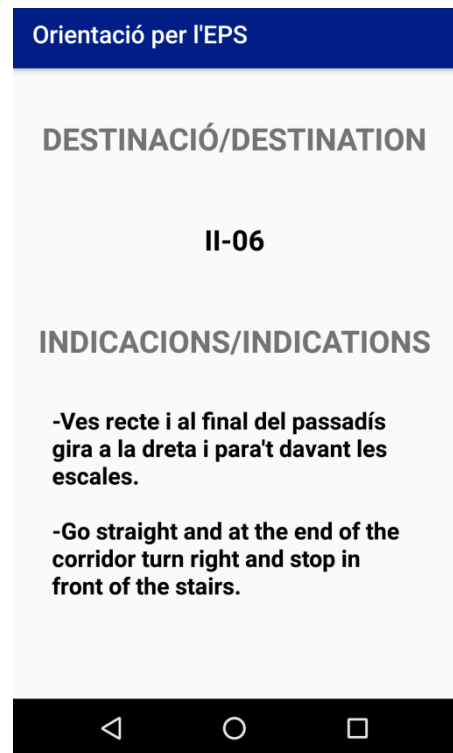 Orientació per l'EPS
DESTINACIÓ/DESTINATION
II-06
INDICACIONS/INDICATIONS
-Ves recte i al final del passadís
gira a la dreta i para't davant les
escales.
-Go straight and at the end of the
corridor turn right and stop in
front of the stairs.